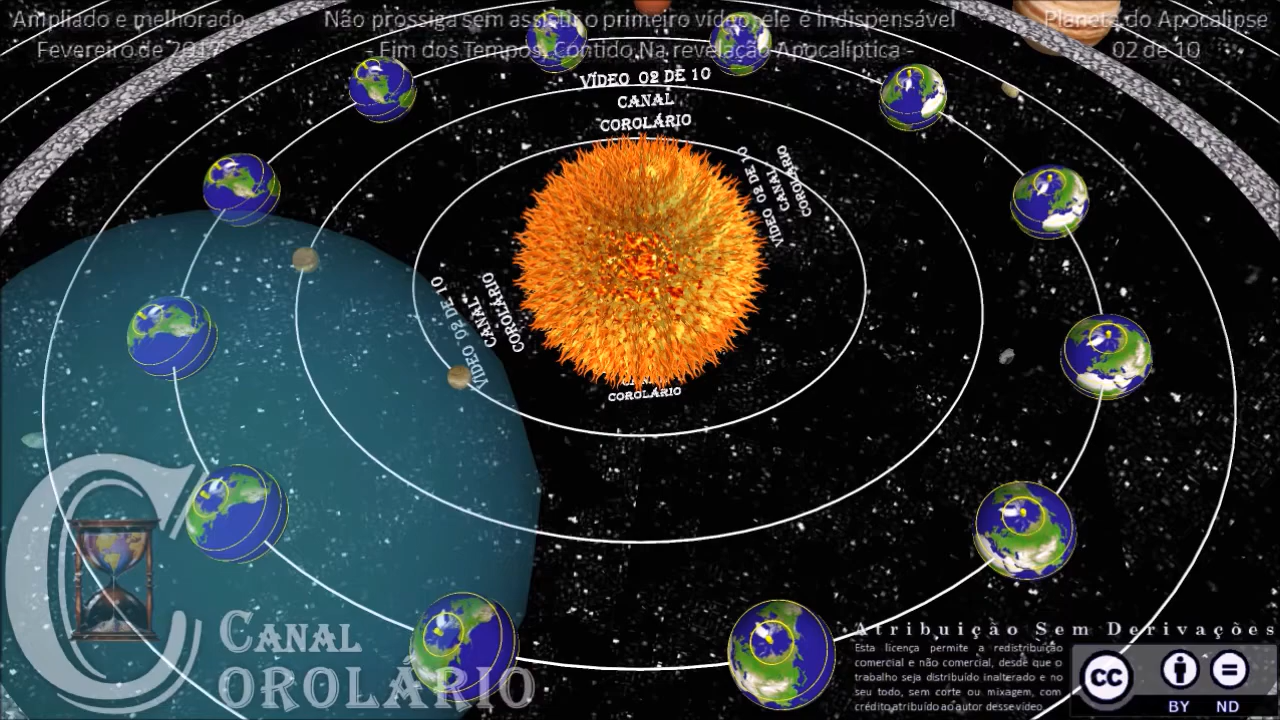 Ampliado e melhorado
Fevereiro de 2017
Não prossiga sem assistir o primeiro vídeo, ele é indispensável
- Fim dos Tempos, Contido Na revelação Apocalíptica -
Planeta do Apocalipse
02 de 10
VÍDEO 02 DE 10
CANAL
COROLÁRIO
VÍDEO 02 DE 10
CANAL
COROLÁRIO
VÍDEO 02 DE 10
CANAL
COROLÁRIO
COROLÁRIO
CANAL
COROLÁRIO
Atribuição Sem Derivações
Esta licença permite a redistribuição
comercial e não comercial, desde que o
trabalho seja distribuído inalterado e no
seu todo, sem corte ou mixagem, com
crédito atribuído ao autor desse vídeo
CC
BY ND